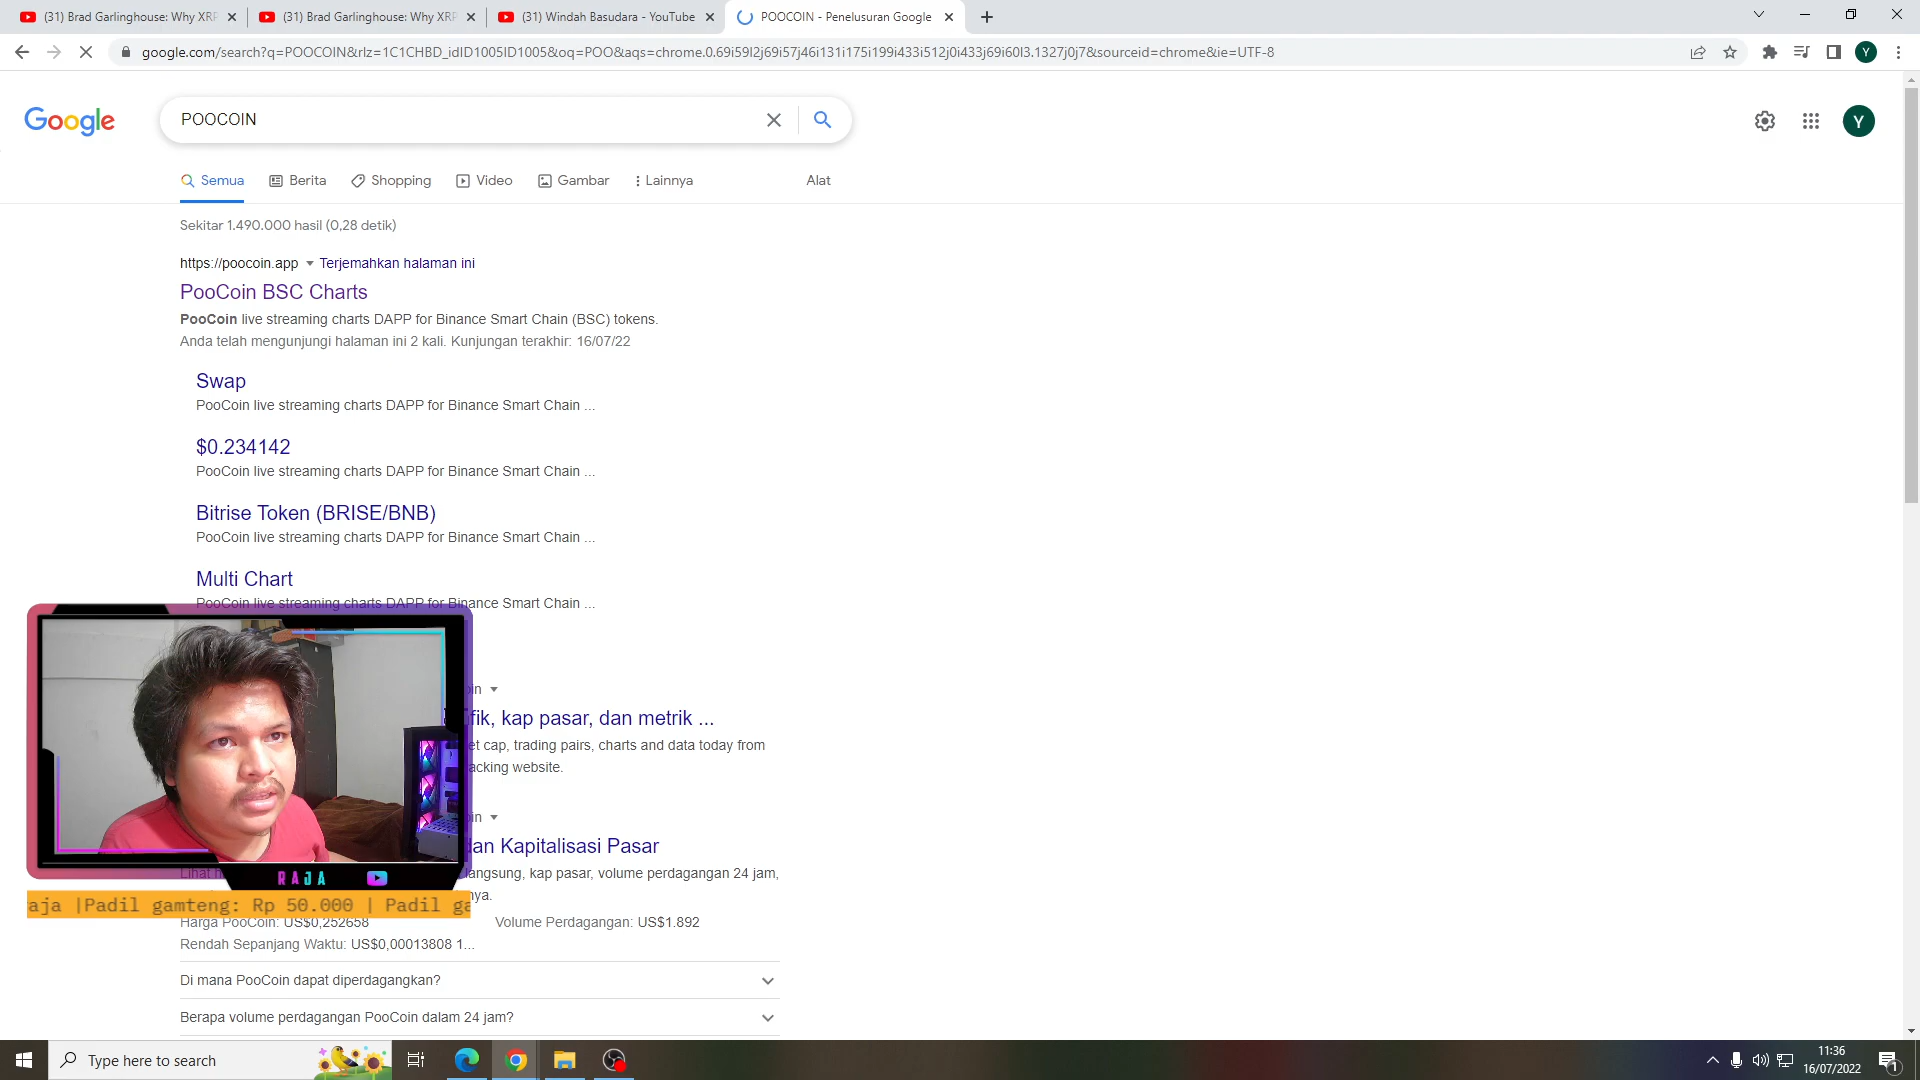 (31) Brad Garlinghouse: Why XRP
(31) Brad Garlinghouse: Why XRP
(31) Windah Basudara - YouTube
POOCOIN - Penelusuran Google
google.com/search?q=POOCOIN&rlz=1C1CHBD_idID1005ID1005&oq=POO&aqs=chrome.0.69i59l2j69i57j46i131i175i199i433i512j0i433j69i60l3.1327j0j7&sourceid=chrome&ie=UTF-8
Y
Google
POOCOIN
Y
Semua
Berita
Shopping
Video
Gambar
Lainnya
Alat
Sekitar 1.490.000 hasil (0,28 detik)
https://poocoin.app
Terjemahkan halaman ini
PooCoin BSC Charts
PooCoin live streaming charts DAPP for Binance Smart Chain (BSC) tokens.
Anda telah mengunjungi halaman ini 2 kali. Kunjungan terakhir: 16/07/22
Swap
PooCoin live streaming charts DAPP for Binance Smart Chain ...
$0.234142
PooCoin live streaming charts DAPP for Binance Smart Chain ...
Bitrise Token (BRISE/BNB)
PooCoin live streaming charts DAPP for Binance Smart Chain ...
Multi Chart
PooCoin live streaming charts DAPP for Binance Smart Chain ...
fik, kap pasar, dan metrik ...
et cap, trading pairs, charts and data today from
acking website.
dan Kapitalisasi Pasar
Lihat
langsung, kap pasar, volume perdagangan 24 jam,
nya.
RAJA
aja |Padil gamteng: Rp 50.000 | Padil ga
Harga PooCoin: US$0,252658
Volume Perdagangan: US$1.892
Rendah Sepanjang Waktu: US$0,00013808 1...
Di mana PooCoin dapat diperdagangkan?
Berapa volume perdagangan PooCoin dalam 24 jam?
Type here to search
11:36
16/07/2022
1